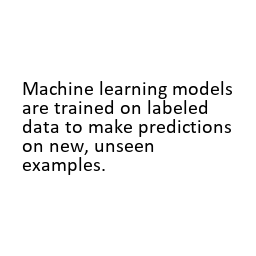 Machine learning models
are trained on labeled
data to make predictions
on new, unseen
examples.